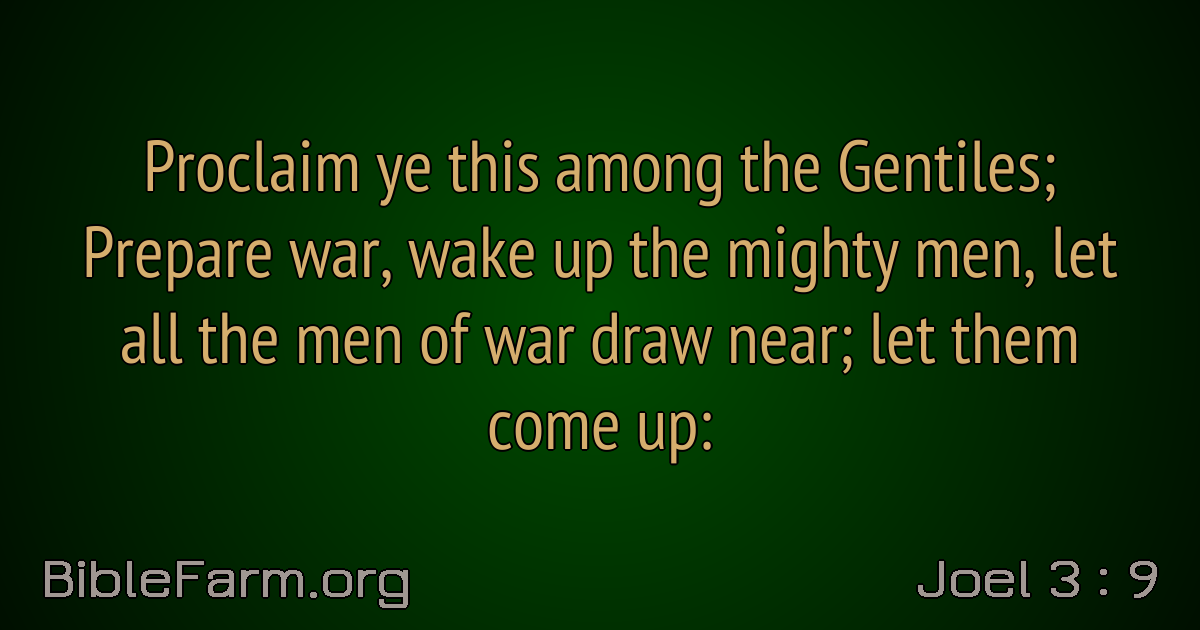 Proclaim ye this among the Gentiles;
Prepare war, wake up the mighty men, let
all the men of war draw near; let them
come up:
BibleFarm.org
Joel 3 : 9